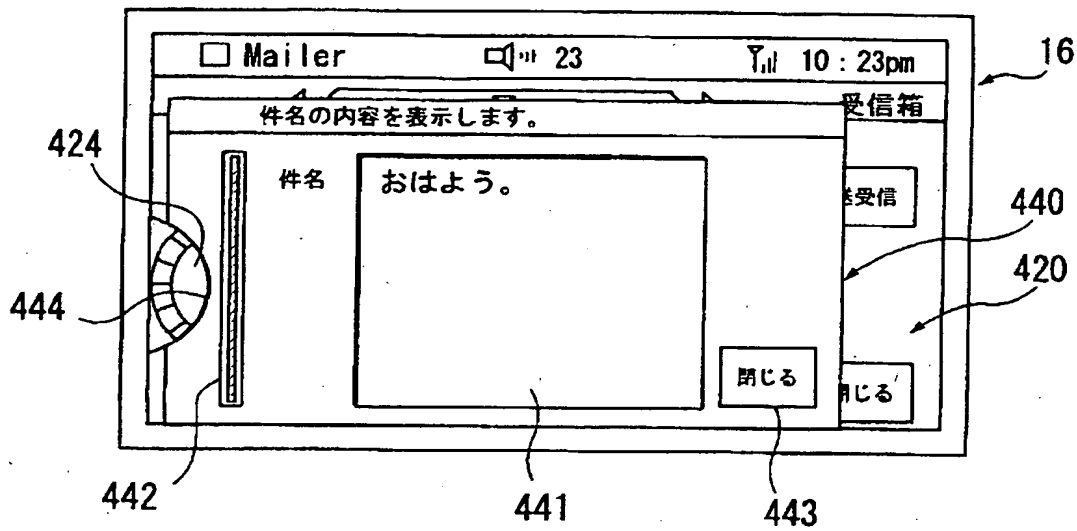 Mailer 23 10:23pm
16
受信箱
件名の内容を表示します。
424
件名 おはよう。
送受信
440
420
444
閉じる
閉じる
442
441
443